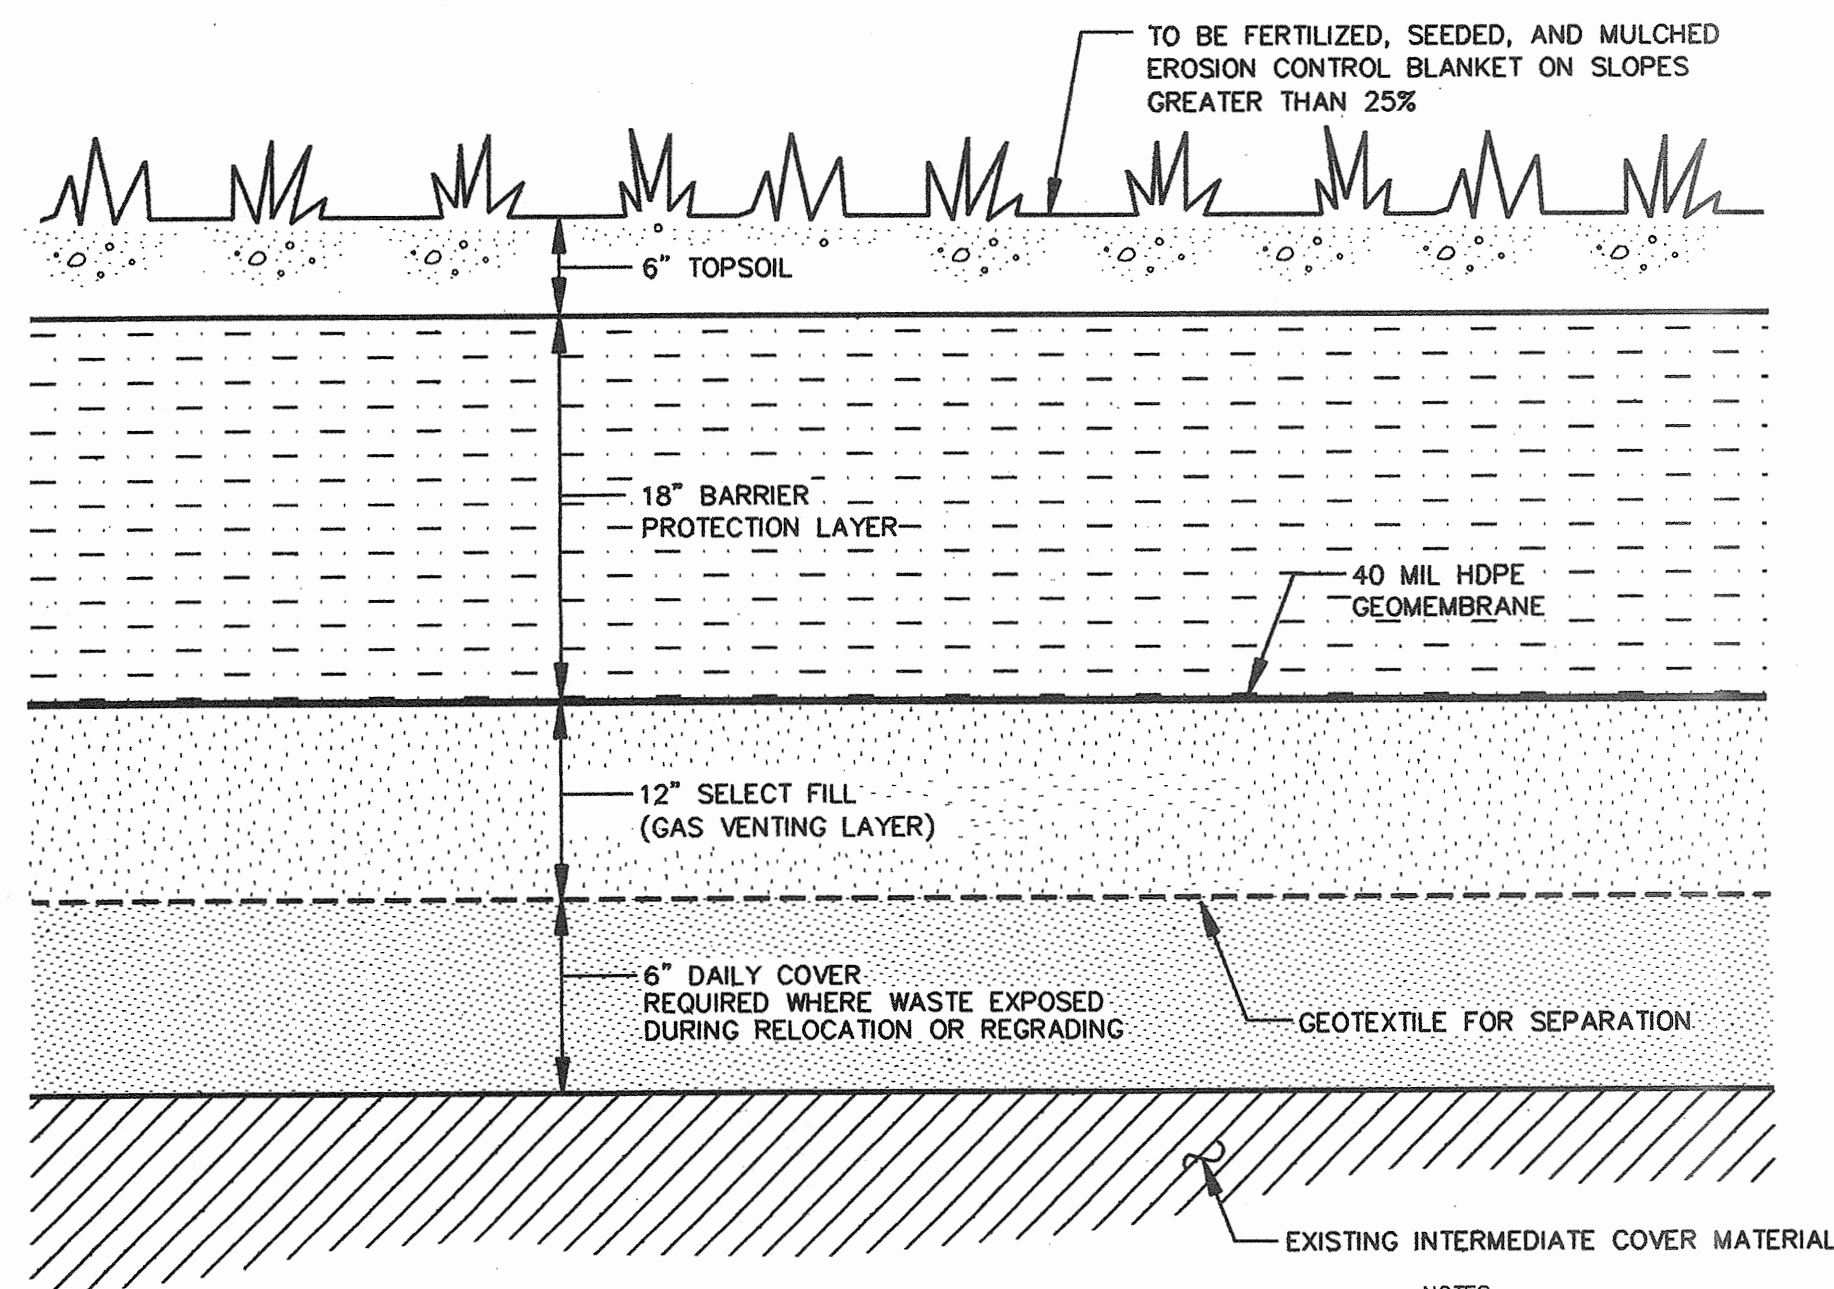 TO BE FERTILIZED, SEEDED, AND MULCHED
EROSION CONTROL BLANKET ON SLOPES
GREATER THAN 25%
6" TOPSOIL
18" BARRIER
PROTECTION LAYER
40 MIL HDPE
GEOMEMBRANE
12" SELECT FILL
(GAS VENTING LAYER)
6" DAILY COVER
REQUIRED WHERE WASTE EXPOSED
DURING RELOCATION OR REGRADING
GEOTEXTILE FOR SEPARATION
EXISTING INTERMEDIATE COVER MATERIAL